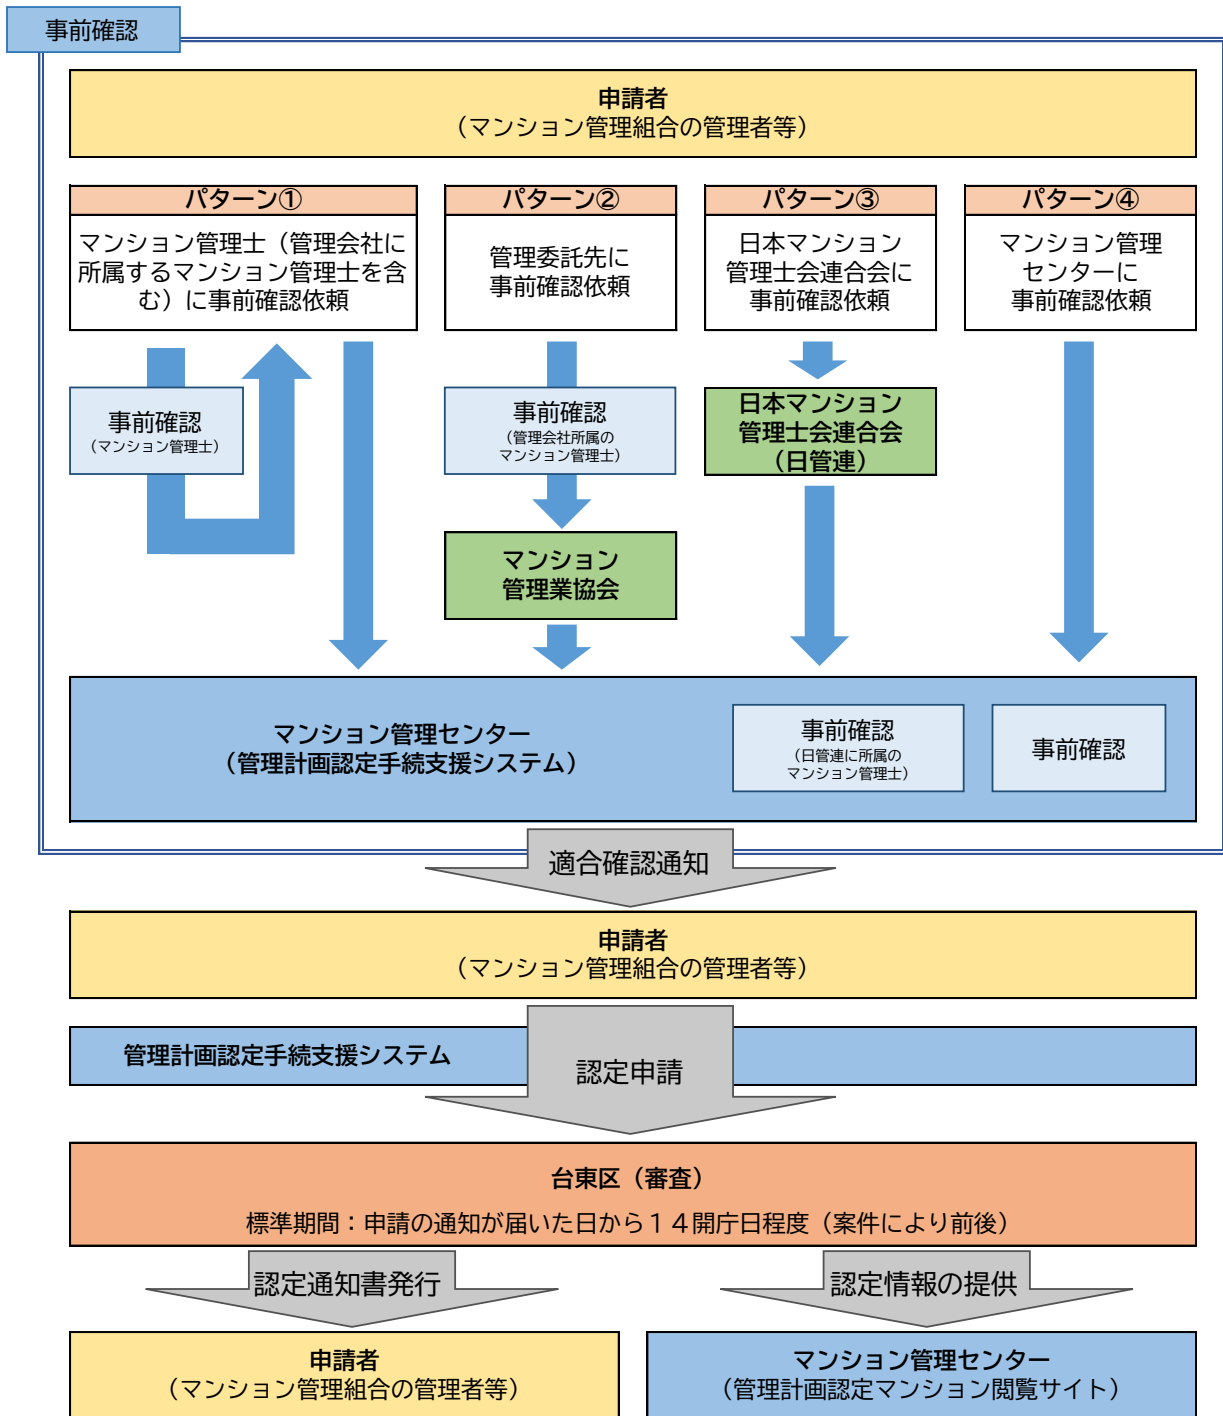 事前確認
申請者
（マンション管理組合の管理者等）
パターン①
マンション管理士（管理会社に
所属するマンション管理士を含
む）に事前確認依頼
パターン②
管理委託先に
事前確認依頼
パターン③
日本マンション
管理士会連合会に
事前確認依頼
パターン④
マンション管理
センターに
事前確認依頼
事前確認
（マンション管理士）
事前確認
（管理会社所属の
マンション管理士）
日本マンション
管理士会連合会
（日管連）
マンション
管理業協会
マンション管理センター
（管理計画認定手続支援システム）
事前確認
（日管連に所属の
マンション管理士）
事前確認
適合確認通知
申請者
（マンション管理組合の管理者等）
管理計画認定手続支援システム
認定申請
台東区（審査）
標準期間：申請の通知が届いた日から１４開庁日程度（案件により前後）
認定通知書発行
認定情報の提供
申請者
（マンション管理組合の管理者等）
マンション管理センター
（管理計画認定マンション閲覧サイト）